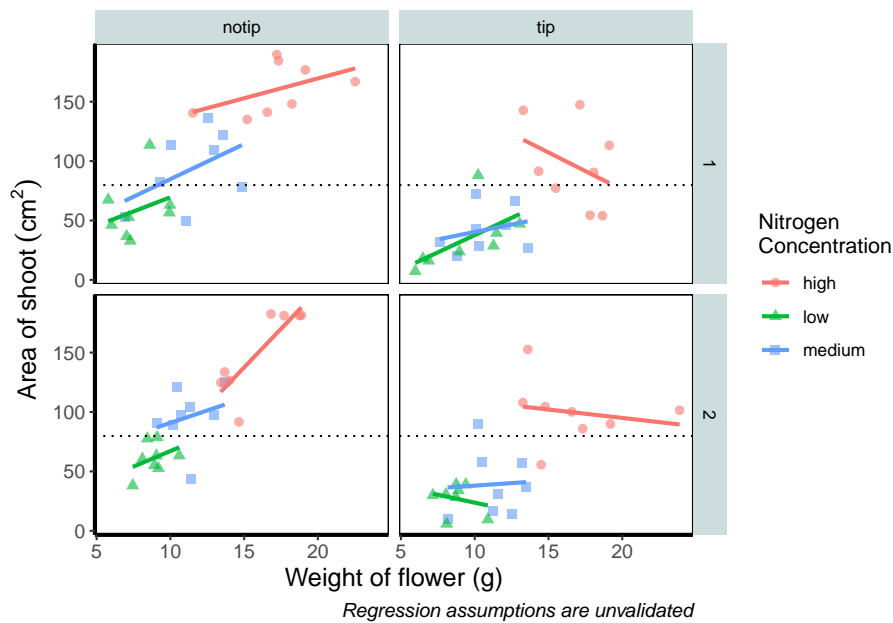 notip tip
150
100
50
0
1
150
100
50
0
2
5 10 15 20 5 10 15 20
Area of shoot (cm²)
Weight of flower (g)
Regression assumptions are unvalidated
Nitrogen
Concentration
high
low
medium